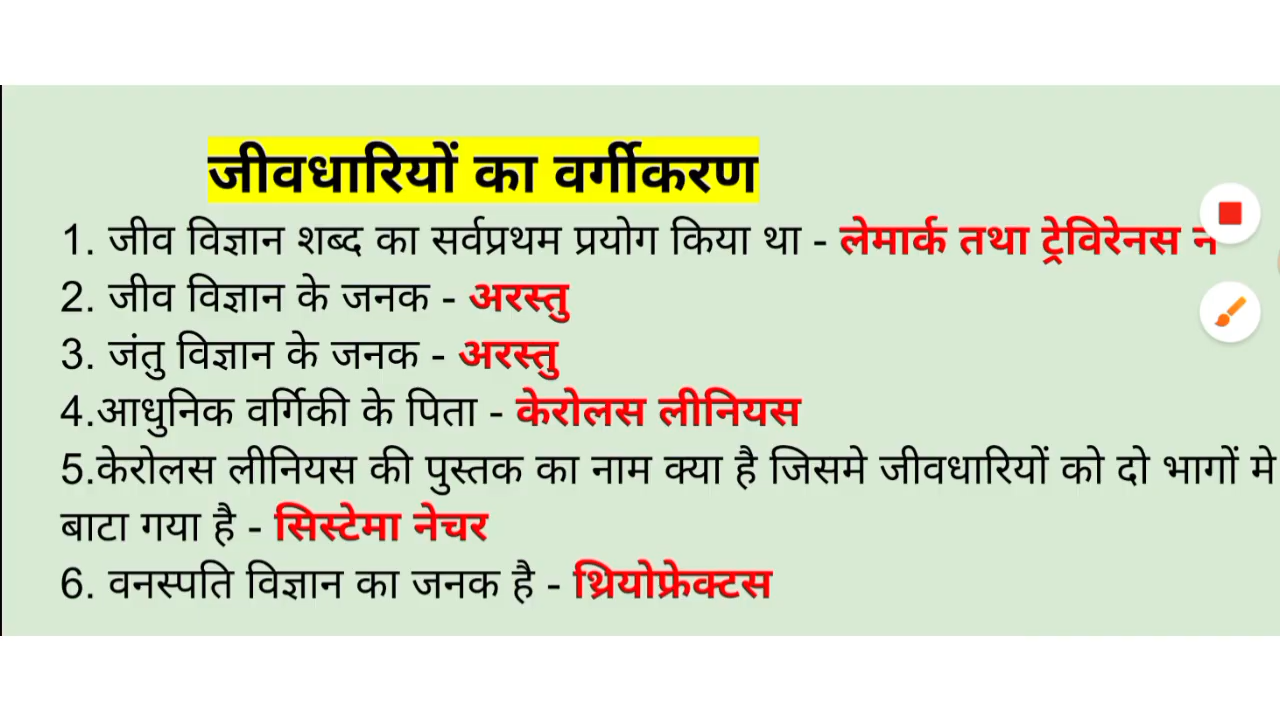 जीवधारियों का वर्गीकरण
1. जीव विज्ञान शब्द का सर्वप्रथम प्रयोग किया था - लेमार्क तथा ट्रेविरेनस
2. जीव विज्ञान के जनक - अरस्तु
3. जंतु विज्ञान के जनक - अरस्तु
4.आधुनिक वर्गिकी के पिता - केरोलस लीनियस
5.केरोलस लीनियस की पुस्तक का नाम क्या है जिसमे जीवधारियों को दो भागों मे
बाटा गया है - सिस्टेमा नेचर
6. वनस्पति विज्ञान का जनक है - थ्रियोफ्रेक्टस